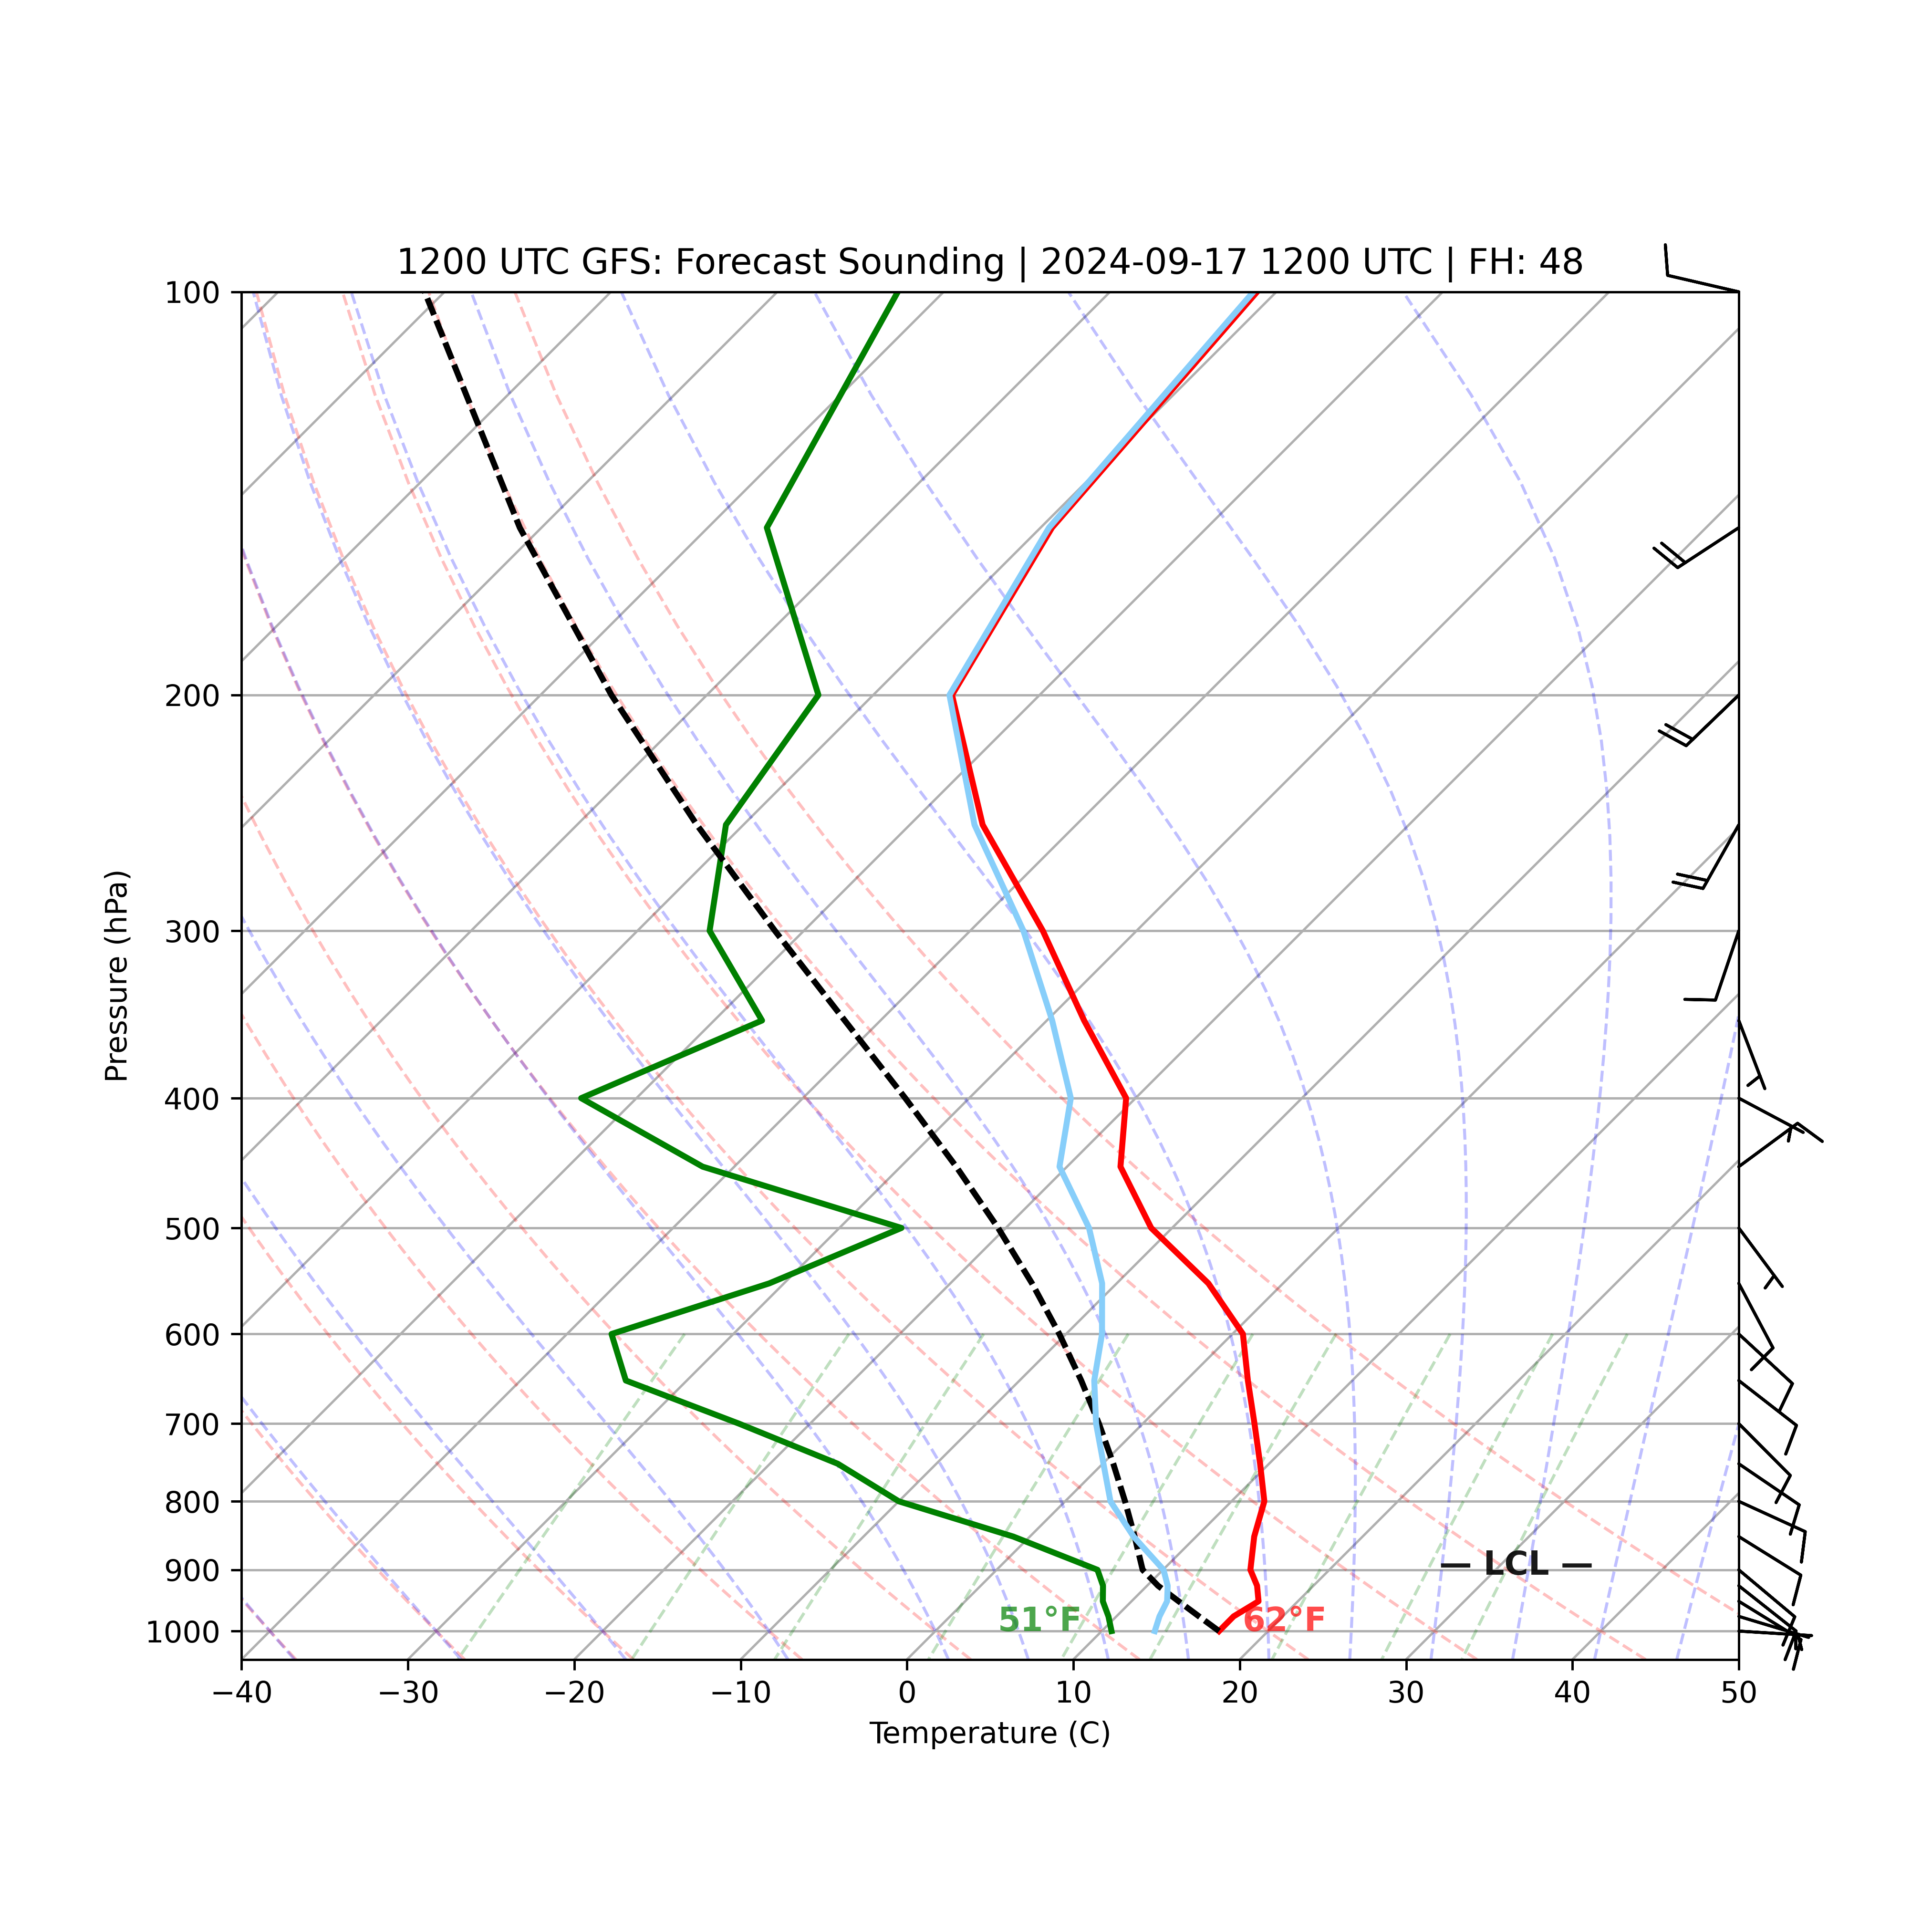 1200 UTC GFS: Forecast Sounding | 2024-09-17 1200 UTC | FH: 48
100
200
300
400
500
600
700
800
900
1000
Pressure (hPa)
— LCL —
51°F
62°F
−40 −30 −20 −10 0 10 20 30 40 50
Temperature (C)